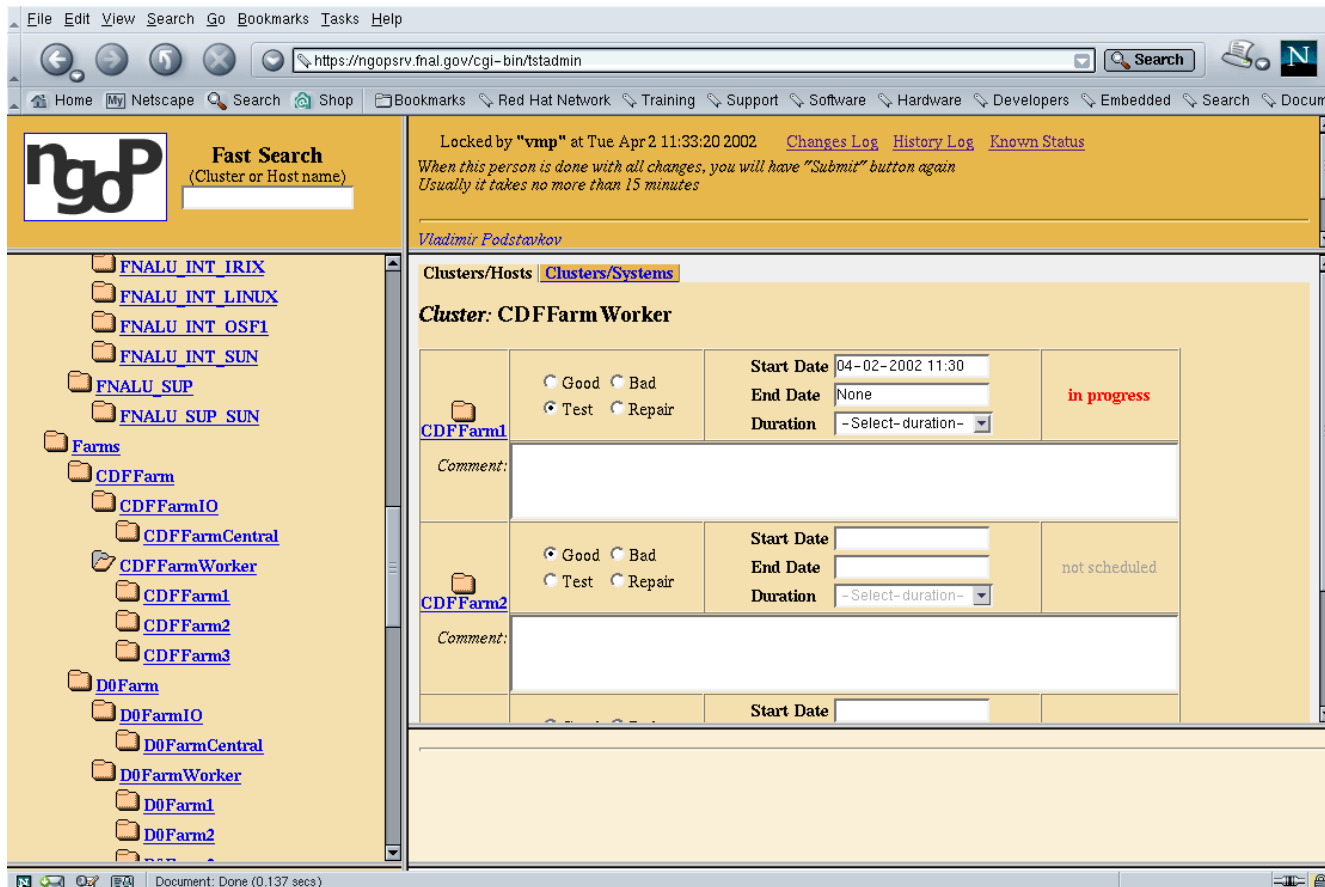 File Edit View Search Go Bookmarks Tasks Help
https://ngopsrv.fnal.gov/cgi-bin/tstadmin
Search
N
Home My Netscape Search Shop Bookmarks Red Hat Network Training Support Software Hardware Developers Embedded Search Docum
ngoP
Fast Search
(Cluster or Host name)
Locked by "vmp" at Tue Apr 2 11:33:20 2002 Changes Log History Log Known Status
When this person is done with all changes, you will have "Submit" button again
Usually it takes no more than 15 minutes
Vladimir Podstavkov
FNALU_INT_IRIX
FNALU_INT_LINUX
FNALU_INT_OSF1
FNALU_INT_SUN
FNALU_SUP
FNALU_SUP_SUN
Farms
CDFFarm
CDFFarmIO
CDFFarmCentral
CDFFarmWorker
CDFFarm1
CDFFarm2
CDFFarm3
D0Farm
D0FarmIO
D0FarmCentral
D0FarmWorker
D0Farm1
D0Farm2
Clusters/Hosts Clusters/Systems
Cluster: CDFFarmWorker
CDFFarm1
Good Bad
Test Repair
Start Date 04-02-2002 11:30
End Date None
Duration -Select-duration-
in progress
Comment:
CDFFarm2
Good Bad
Test Repair
Start Date
End Date
Duration -Select-duration-
not scheduled
Comment:
Start Date
Document: Done (0.137 secs)